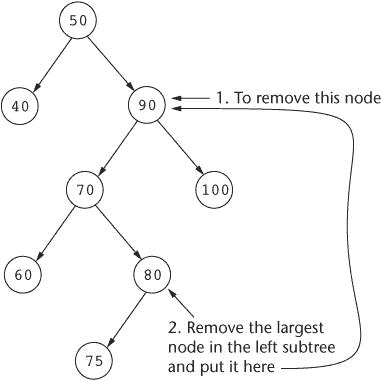 50
40
90
1. To remove this node
70
100
60
80
2. Remove the largest
node in the left subtree
and put it here
75